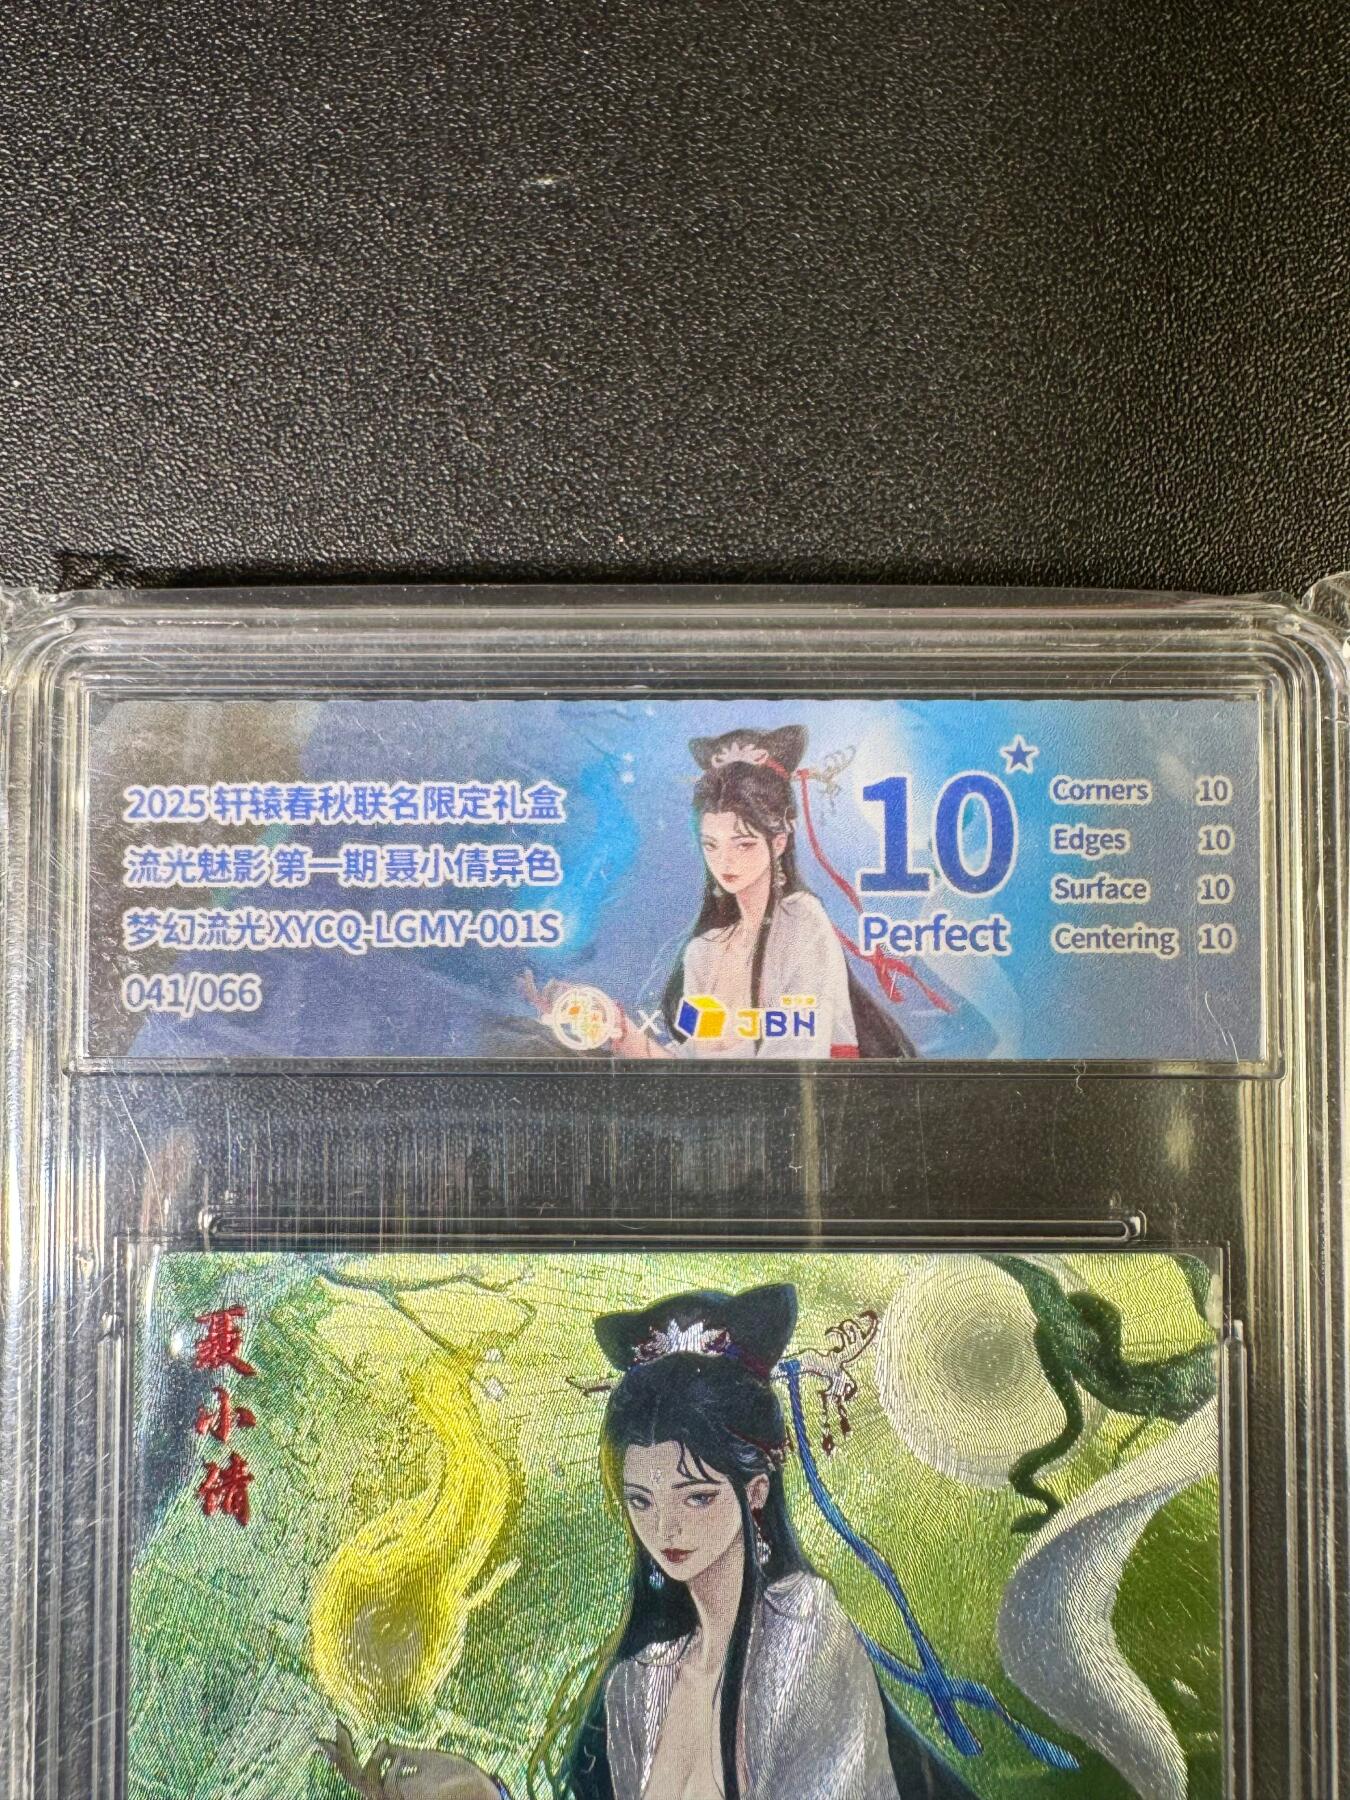 2025 轩辕春秋联名限定礼盒
流光魅影 第一期 聂小倩异色
梦幻流光 XYCQ-LGMY-001S
041/066
10
Perfect
Corners 10
Edges 10
Surface 10
Centering 10
X
JBH
聂小倩